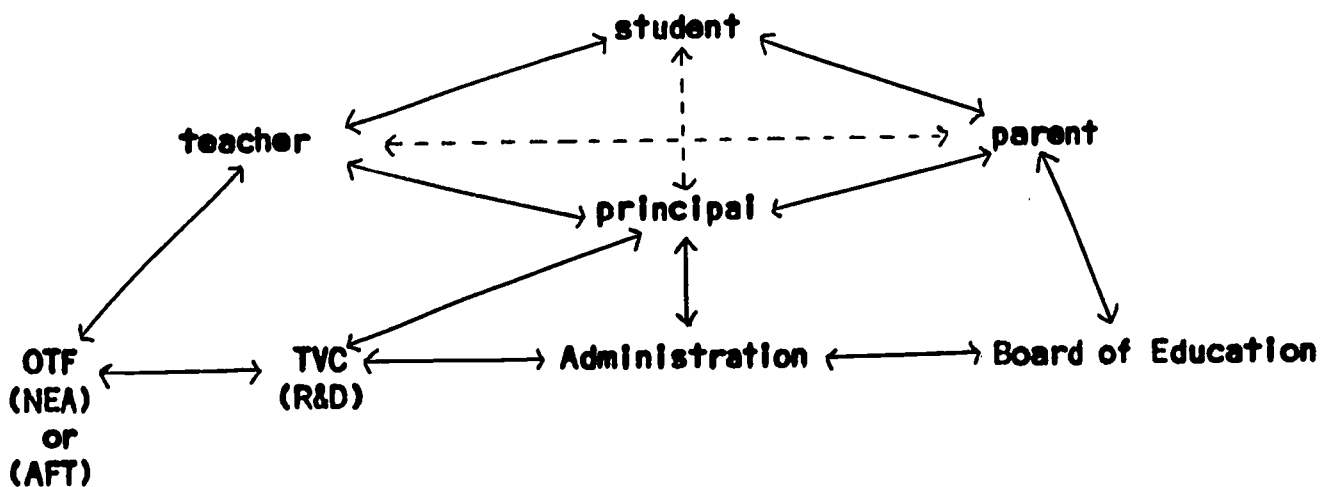 student
teacher
parent
principal
OTF
(NEA)
or
(AFT)
TVC
(R&D)
Administration
Board of Education